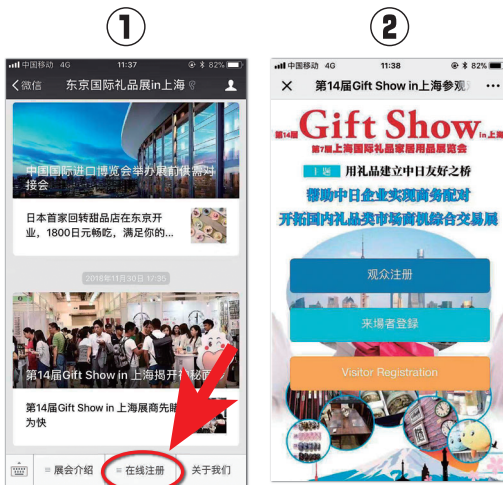 ①
中国移动 4G 11:37 82%
微信 东京国际礼品展in上海
中国国际进口博览会举办展前供需对
接会
日本首家回转甜品店在东京开
业，1800日元畅吃，满足你的...
2018年11月30日 17:35
第14届Gift Show in 上海揭开神秘面
第14届Gift Show in 上海展商先睹
为快
展会介绍 在线注册 关于我们
②
中国移动 4G 11:38 82%
第14届Gift Show in上海参观
第14届 Gift Show in 上海
第7届上海国际礼品家居用品展览会
主题 用礼品建立中日友好之桥
帮助中日企业实现商务配对
开拓国内礼品类市场商机综合交易展
观众注册
来場者登録
Visitor Registration